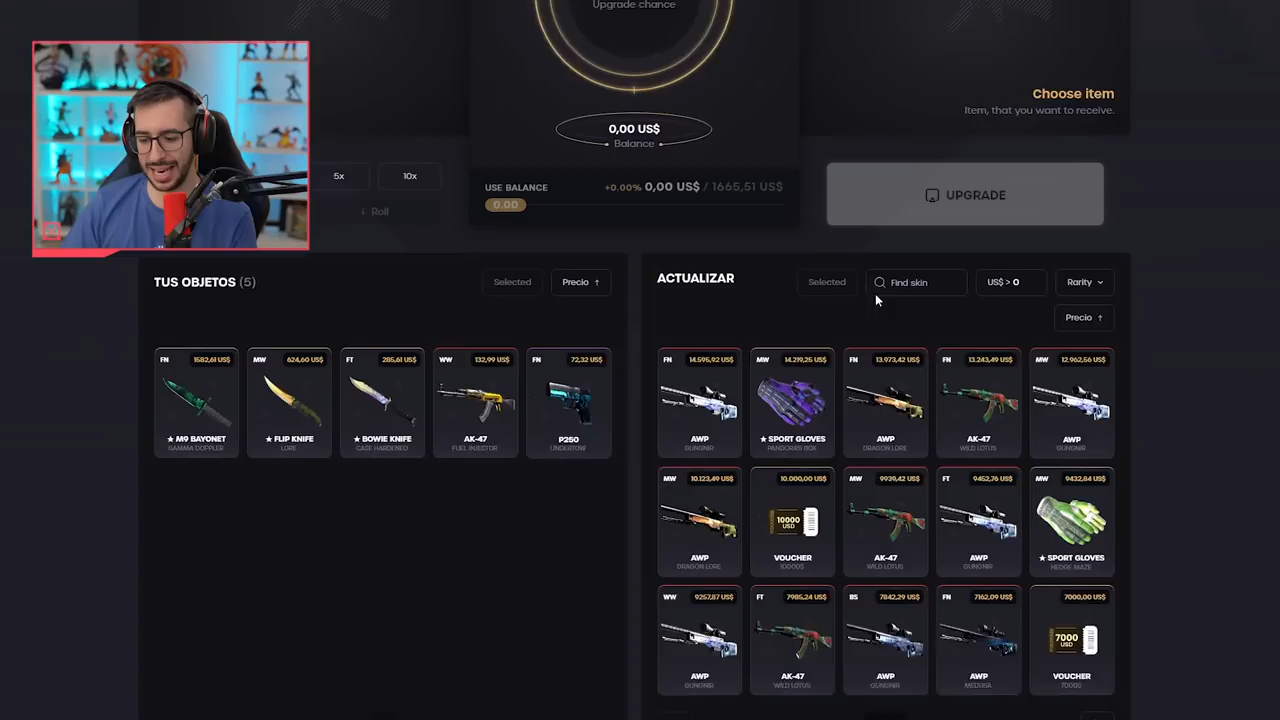 Upgrade chance
Choose item
Item, that you want to receive.
0,00 US$
Balance
5x
10x
Roll
USE BALANCE
+0.00% 0,00 US$ / 1665,51 US$
0.00
UPGRADE
TUS OBJETOS (5)
Selected
Precio ↑
FN 1582,61 US$
★ M9 BAYONET
GAMMA DOPPLER
MW 624,60 US$
★ FLIP KNIFE
LORE
FT 285,61 US$
★ BOWIE KNIFE
CASE HARDENED
WW 132,99 US$
AK-47
FUEL INJECTOR
FN 72,32 US$
P250
UNDERTOW
ACTUALIZAR
Selected
Find skin
US$ > 0
Rarity
Precio ↑
FN 14.595,92 US$
AWP
GUNGNIR
MW 14.219,25 US$
★ SPORT GLOVES
PANDORA'S BOX
FN 13.973,42 US$
AWP
DRAGON LORE
FN 13.243,49 US$
AK-47
WILD LOTUS
MW 12.962,56 US$
AWP
GUNGNIR
MW 10.123,49 US$
AWP
DRAGON LORE
10.000,00 US$
10000
USD
VOUCHER
10000$
MW 9939,42 US$
AK-47
WILD LOTUS
FT 9452,76 US$
AWP
GUNGNIR
MW 9432,84 US$
★ SPORT GLOVES
HEDGE MAZE
WW 9257,87 US$
AWP
GUNGNIR
FT 7985,24 US$
AK-47
WILD LOTUS
BS 7842,29 US$
AWP
GUNGNIR
FN 7162,09 US$
AWP
MEDUSA
7000,00 US$
7000
USD
VOUCHER
7000$